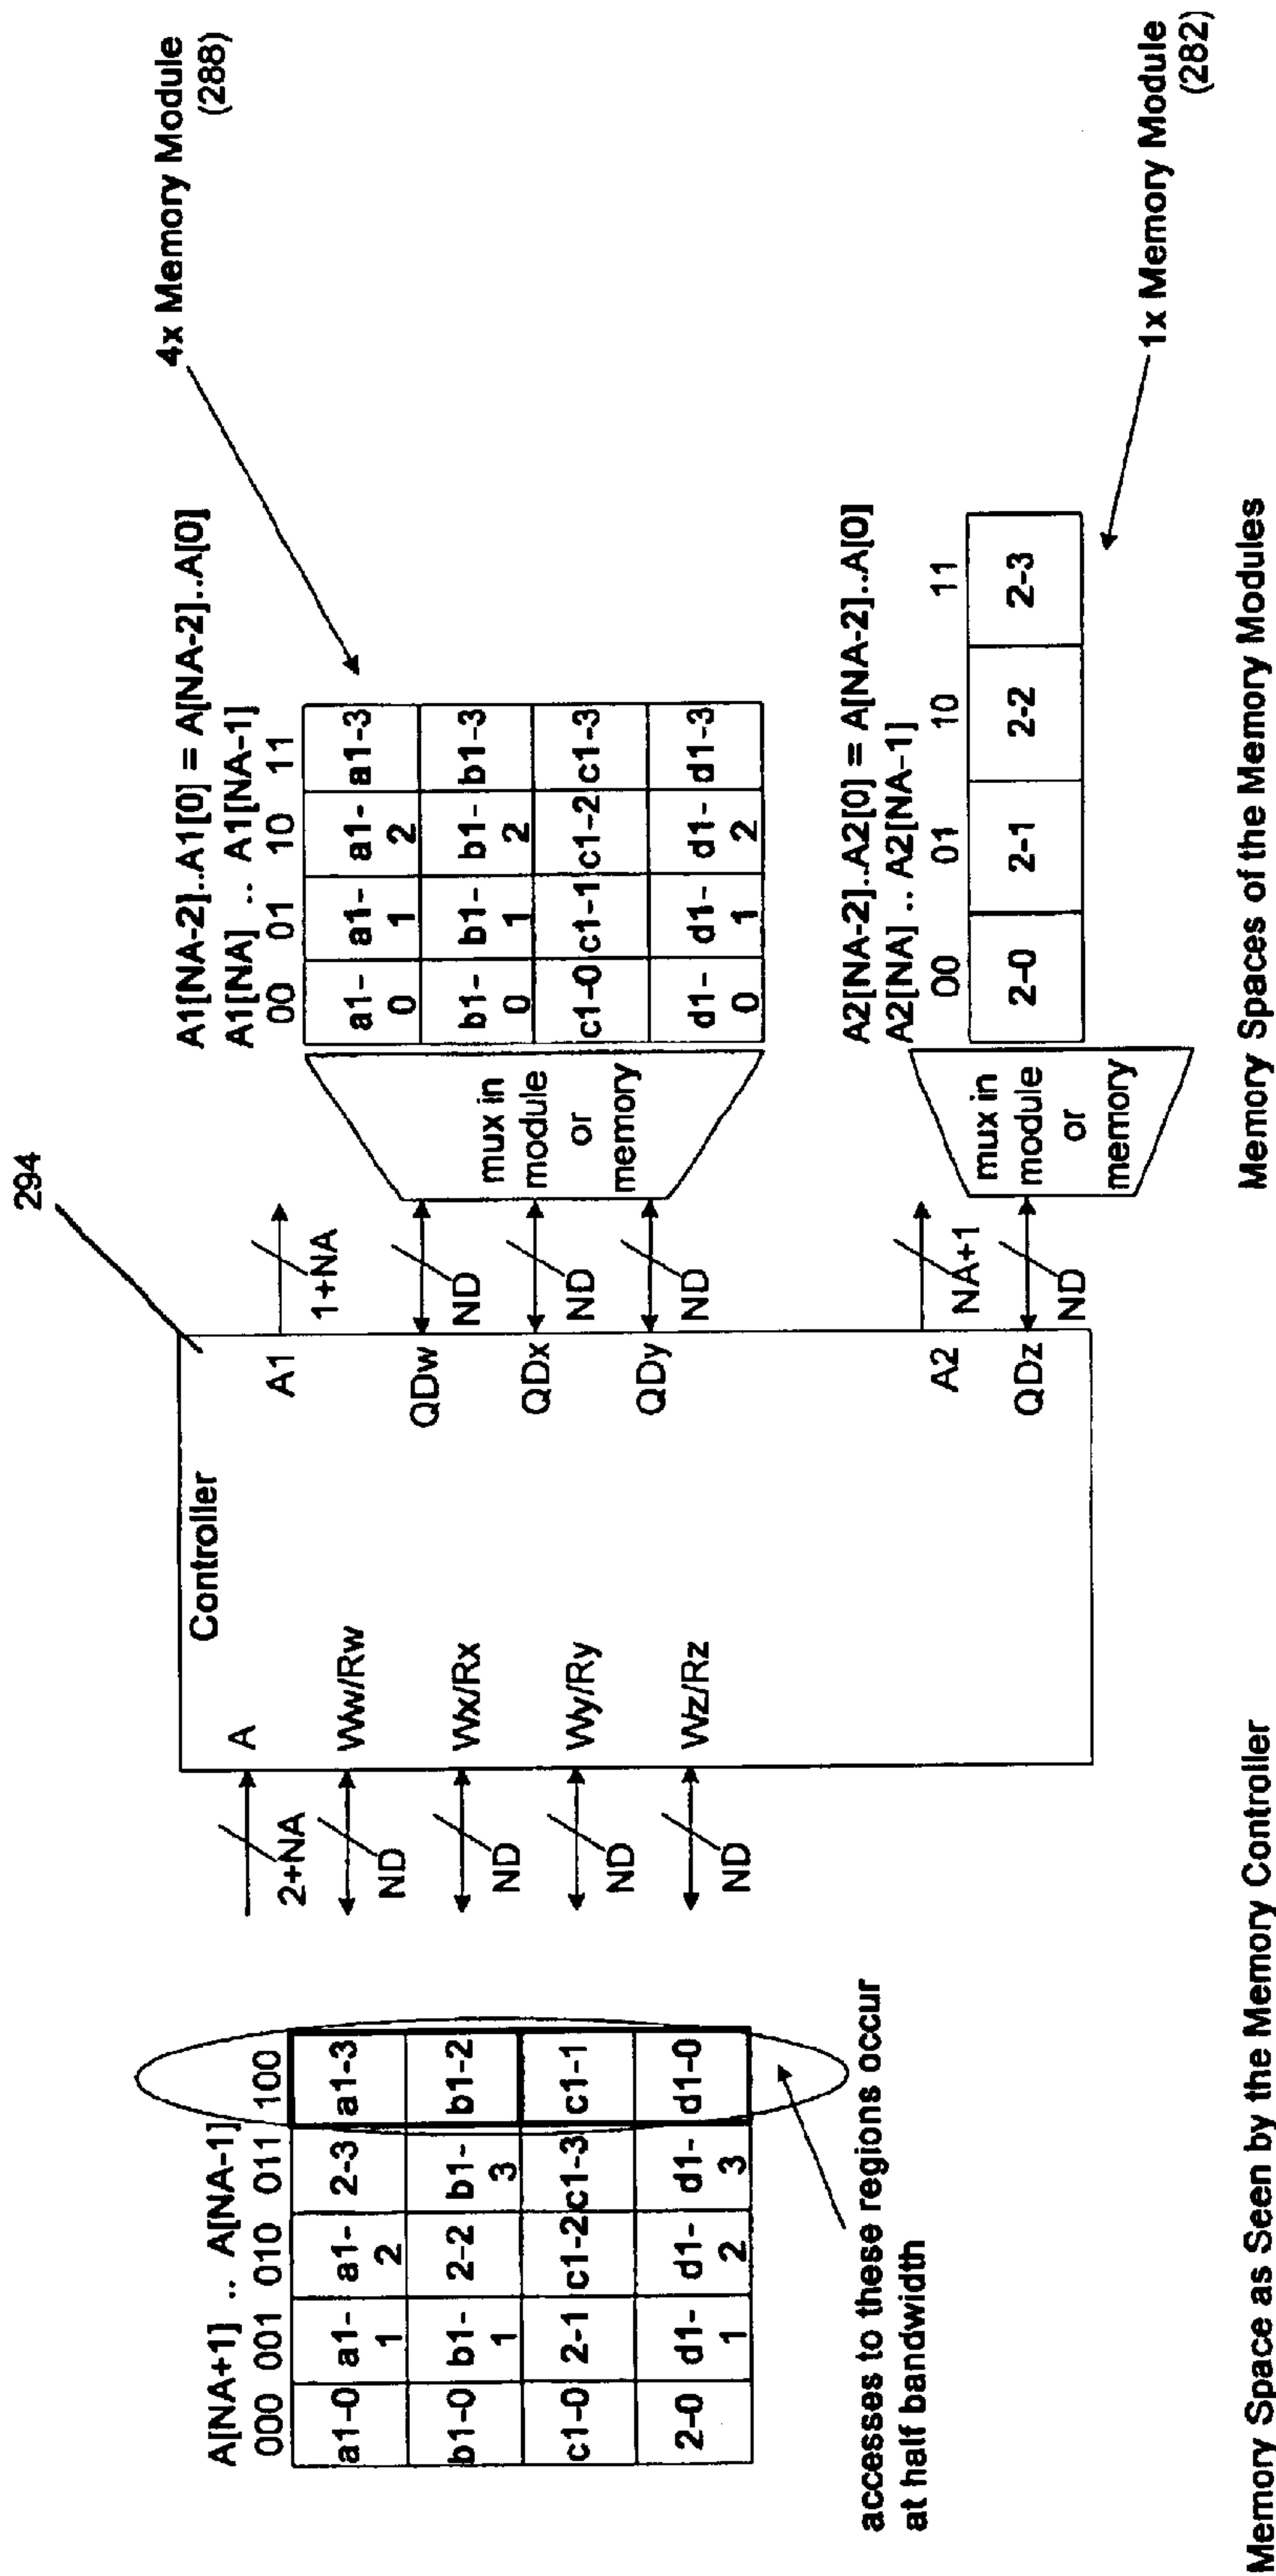 294
4x Memory Module
(288)
A1[NA-2]..A1[0] = A[NA-2]..A[0]
A1[NA] .. A1[NA-1]
00 01 10 11
a1-0 a1-1 a1-2 a1-3
b1-0 b1-1 b1-2 b1-3
c1-0 c1-1 c1-2 c1-3
d1-0 d1-1 d1-2 d1-3
mux in
module
or
memory
A2[NA-2]..A2[0] = A[NA-2]..A[0]
A2[NA] .. A2[NA-1]
00 01 10 11
2-0 2-1 2-2 2-3
mux in
module
or
memory
1x Memory Module
(282)
Memory Spaces of the Memory Modules
Controller
A
Ww/Rw
Wx/Rx
Wy/Ry
Wz/Rz
2+NA
ND
ND
ND
ND
A1
QDw
QDx
QDy
A2
QDz
1+NA
ND
ND
ND
NA+1
ND
A[NA+1] .. A[NA-1]
000 001 010 011 100
a1-0 a1-1 a1-2 2-3 a1-3
b1-0 b1-1 2-2 b1-3 b1-2
c1-0 2-1 c1-2 c1-3 c1-1
2-0 d1-1 d1-2 d1-3 d1-0
accesses to these regions occur
at half bandwidth
Memory Space as Seen by the Memory Controller